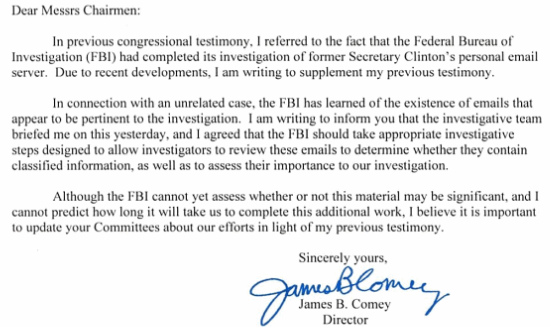 Dear Messrs Chairmen:
In previous congressional testimony, I referred to the fact that the Federal Bureau of
Investigation (FBI) had completed its investigation of former Secretary Clinton's personal email
server.  Due to recent developments, I am writing to supplement my previous testimony.
In connection with an unrelated case, the FBI has learned of the existence of emails that
appear to be pertinent to the investigation.  I am writing to inform you that the investigative team
briefed me on this yesterday, and I agreed that the FBI should take appropriate investigative
steps designed to allow investigators to review these emails to determine whether they contain
classified information, as well as to assess their importance to our investigation.
Although the FBI cannot yet assess whether or not this material may be significant, and I
cannot predict how long it will take us to complete this additional work, I believe it is important
to update your Committees about our efforts in light of my previous testimony.
Sincerely yours,
James B Comey
James B. Comey
Director